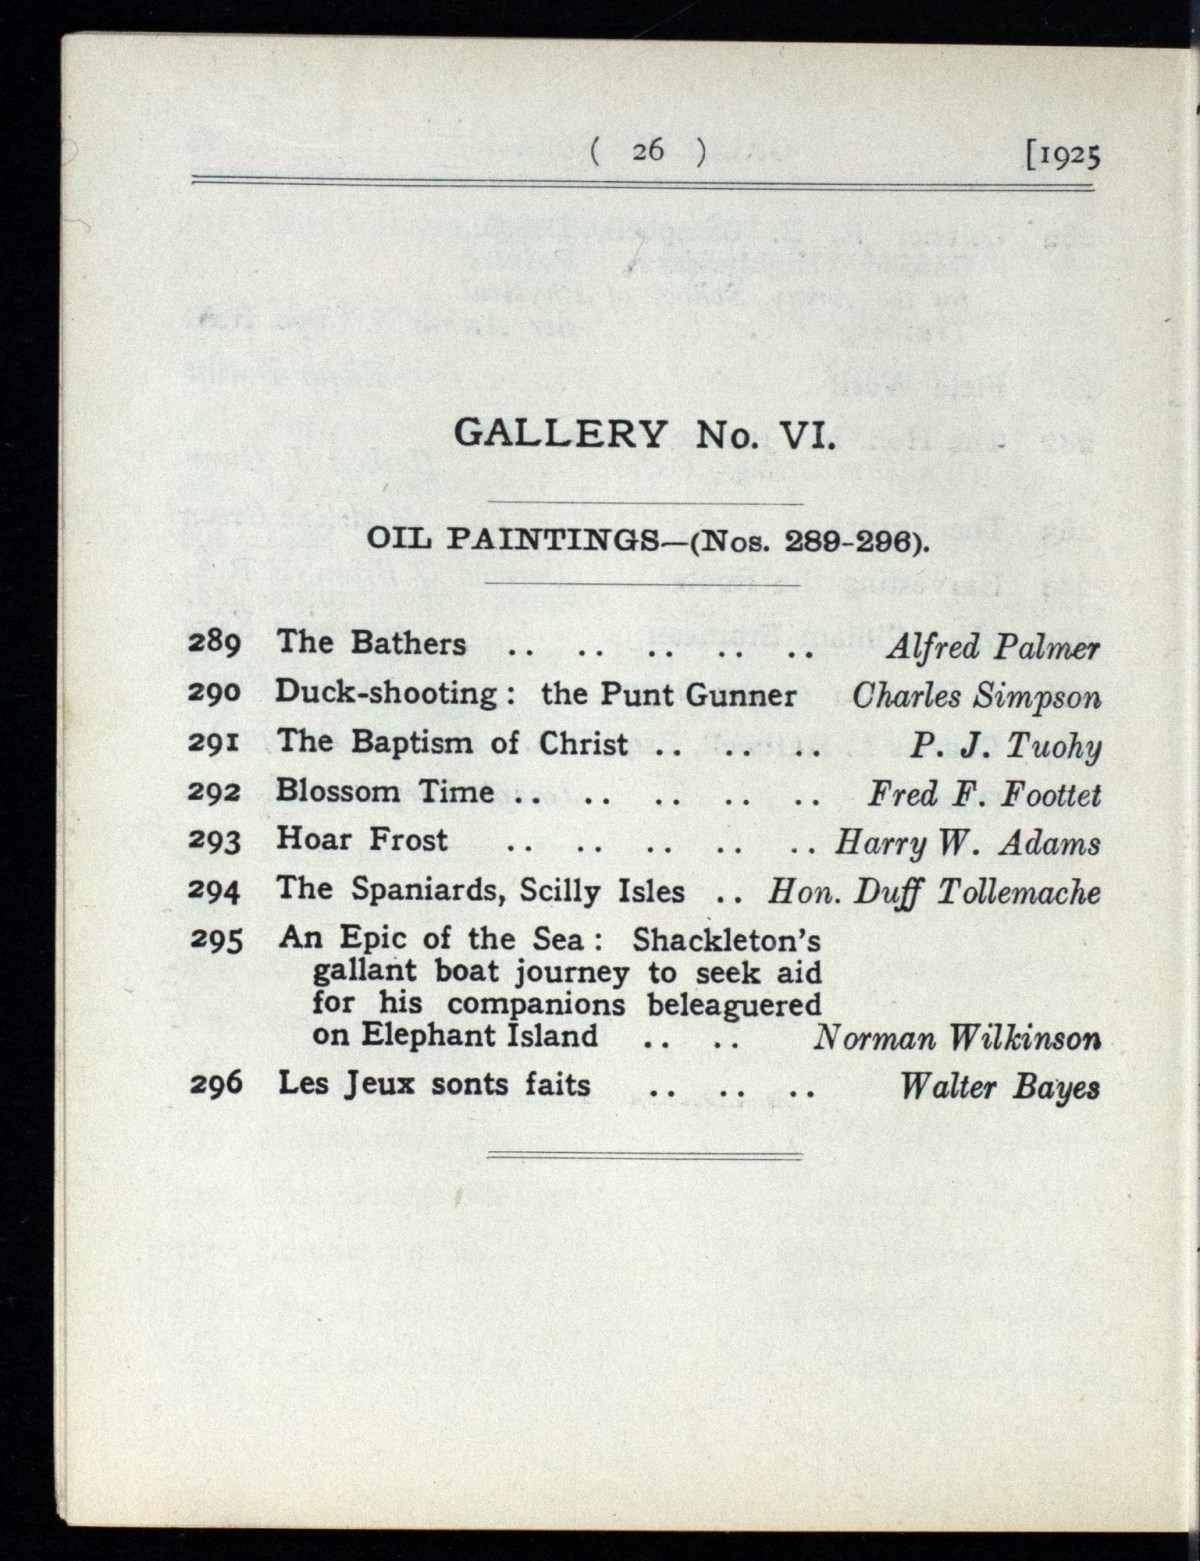 ( 26 ) [1925
GALLERY No. VI.
OIL PAINTINGS—(Nos. 289-296).
289 The Bathers .. .. .. .. .. Alfred Palmer
290 Duck-shooting: the Punt Gunner Charles Simpson
291 The Baptism of Christ .. .. .. P. J. Tuohy
292 Blossom Time .. .. .. .. .. Fred F. Foottet
293 Hoar Frost .. .. .. .. .. Harry W. Adams
294 The Spaniards, Scilly Isles .. Hon. Duff Tollemache
295 An Epic of the Sea: Shackleton's
gallant boat journey to seek aid
for his companions beleaguered
on Elephant Island .. .. Norman Wilkinson
296 Les Jeux sonts faits .. .. .. Walter Bayes